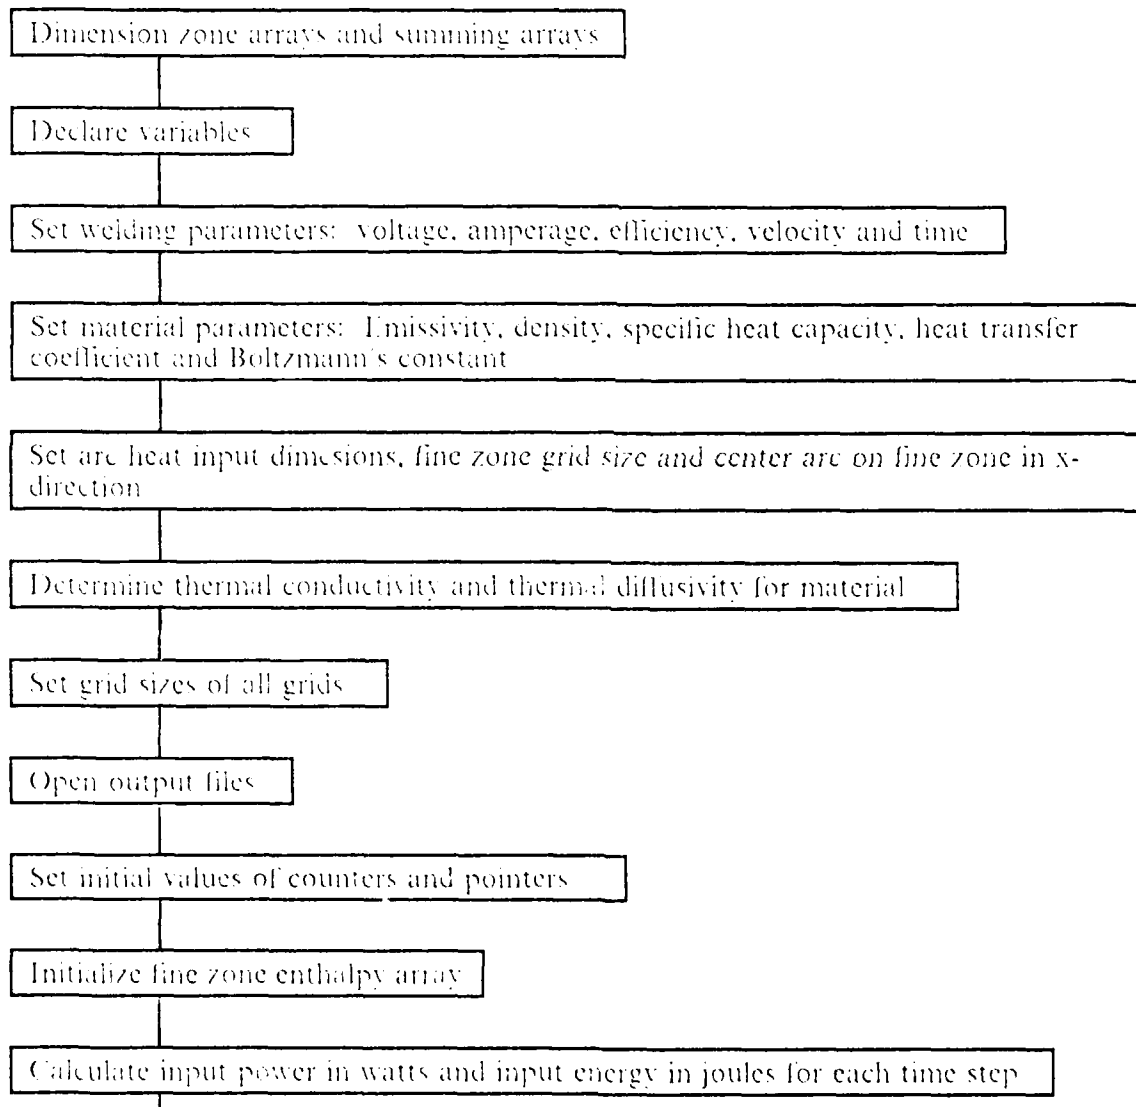 Dimension zone arrays and summing arrays
Declare variables
Set welding parameters: voltage, amperage, efficiency, velocity and time
Set material parameters: Emissivity, density, specific heat capacity, heat transfer
coefficient and Boltzmann's constant
Set arc heat input dimesions, fine zone grid size and center arc on fine zone in x-
direction
Determine thermal conductivity and thermal diffusivity for material
Set grid sizes of all grids
Open output files
Set initial values of counters and pointers
Initialize fine zone enthalpy array
Calculate input power in watts and input energy in joules for each time step